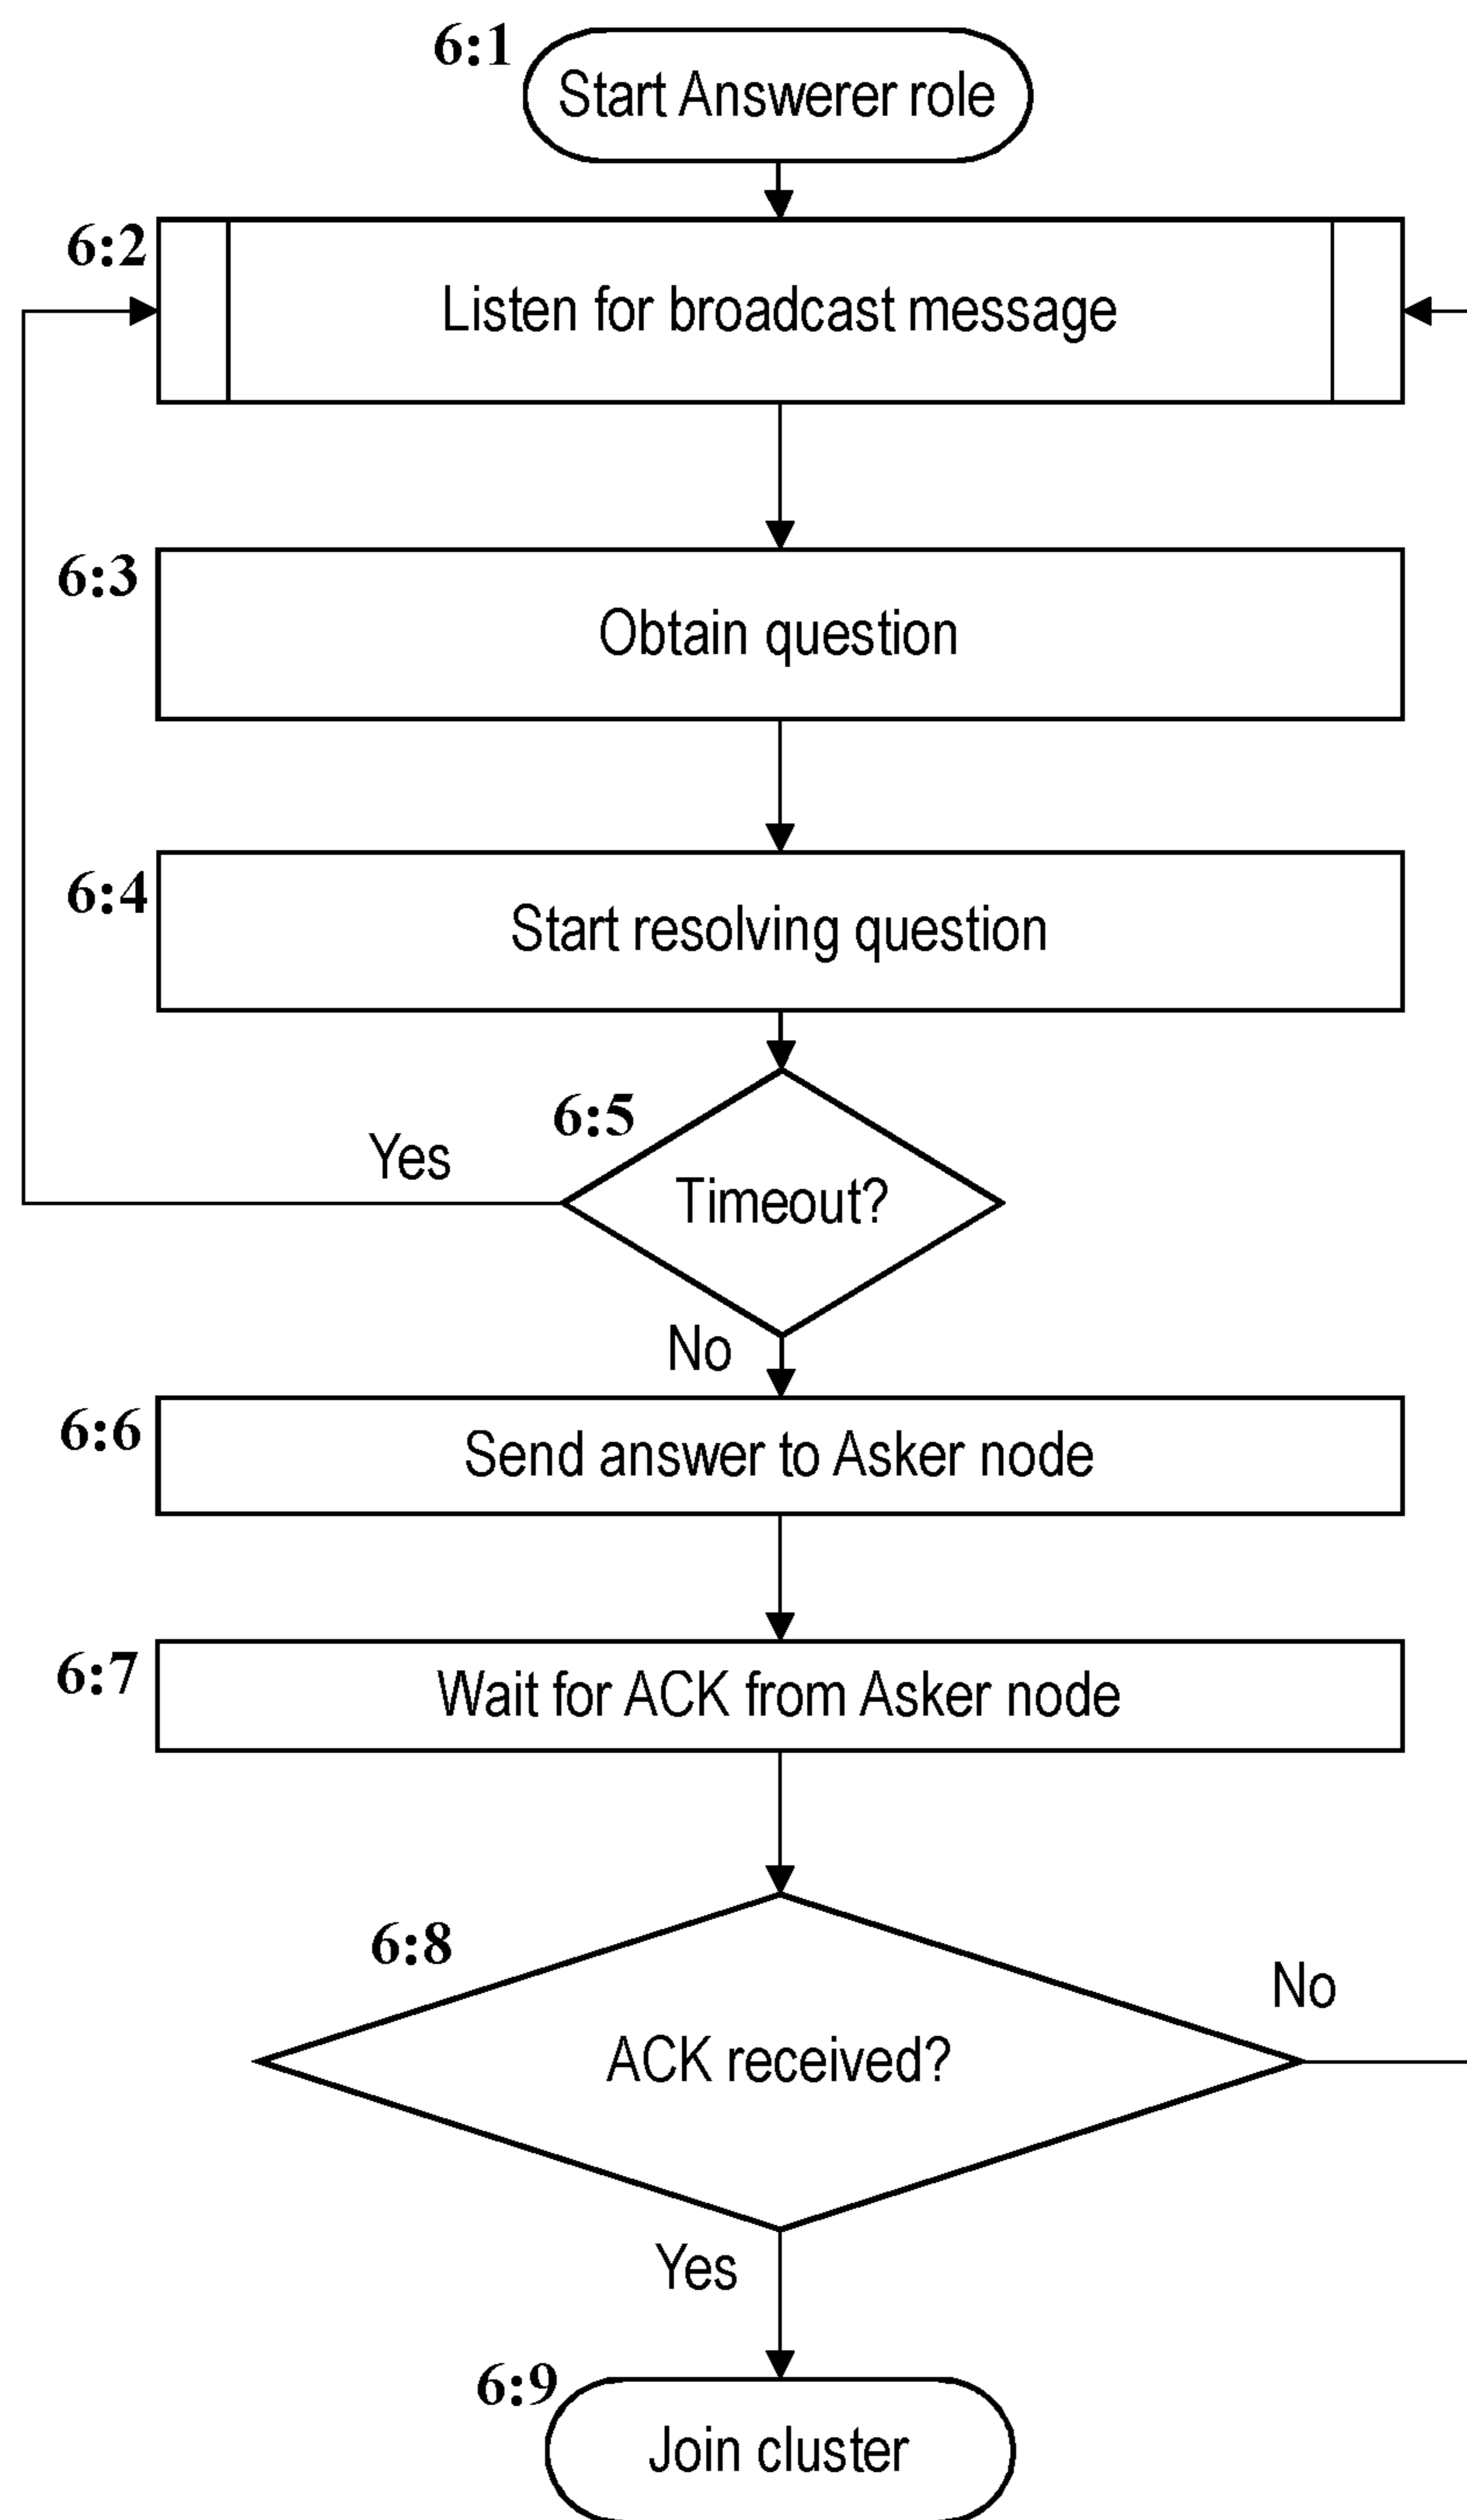 6:1
Start Answerer role
6:2
Listen for broadcast message
6:3
Obtain question
6:4
Start resolving question
6:5
Yes
Timeout?
No
6:6
Send answer to Asker node
6:7
Wait for ACK from Asker node
6:8
No
ACK received?
Yes
6:9
Join cluster